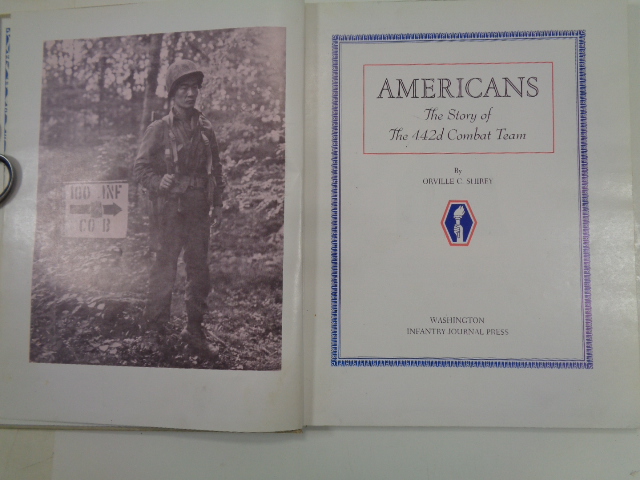 100 INF
CO B
AMERICANS
The Story of
The 442d Combat Team
By
ORVILLE C. SHIREY
WASHINGTON
INFANTRY JOURNAL PRESS